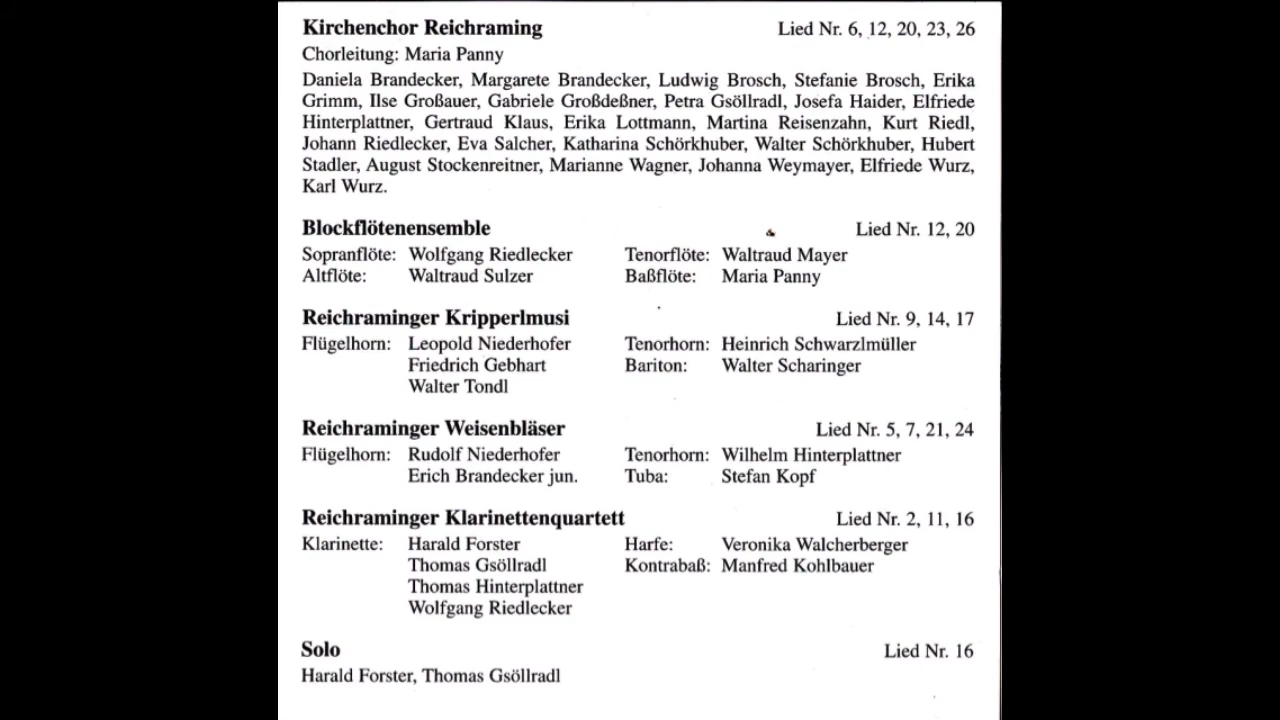 Kirchenchor Reichraming Lied Nr. 6, 12, 20, 23, 26
Chorleitung: Maria Panny
Daniela Brandecker, Margarete Brandecker, Ludwig Brosch, Stefanie Brosch, Erika
Grimm, Ilse Großauer, Gabriele Großdeßner, Petra Gsöllradl, Josefa Haider, Elfriede
Hinterplattner, Gertraud Klaus, Erika Lottmann, Martina Reisenzahn, Kurt Riedl,
Johann Riedlecker, Eva Salcher, Katharina Schörkhuber, Walter Schörkhuber, Hubert
Stadler, August Stockenreitner, Marianne Wagner, Johanna Weymayer, Elfriede Wurz,
Karl Wurz.
Blockflötenensemble Lied Nr. 12, 20
Sopranflöte: Wolfgang Riedlecker Tenorflöte: Waltraud Mayer
Altflöte: Waltraud Sulzer Baßflöte: Maria Panny
Reichraminger Kripperlmusi Lied Nr. 9, 14, 17
Flügelhorn: Leopold Niederhofer Tenorhorn: Heinrich Schwarzlmüller
Friedrich Gebhart Bariton: Walter Scharinger
Walter Tondl
Reichraminger Weisenbläser Lied Nr. 5, 7, 21, 24
Flügelhorn: Rudolf Niederhofer Tenorhorn: Wilhelm Hinterplattner
Erich Brandecker jun. Tuba: Stefan Kopf
Reichraminger Klarinettenquartett Lied Nr. 2, 11, 16
Klarinette: Harald Forster Harfe: Veronika Walcherberger
Thomas Gsöllradl Kontrabaß: Manfred Kohlbauer
Thomas Hinterplattner
Wolfgang Riedlecker
Solo Lied Nr. 16
Harald Forster, Thomas Gsöllradl